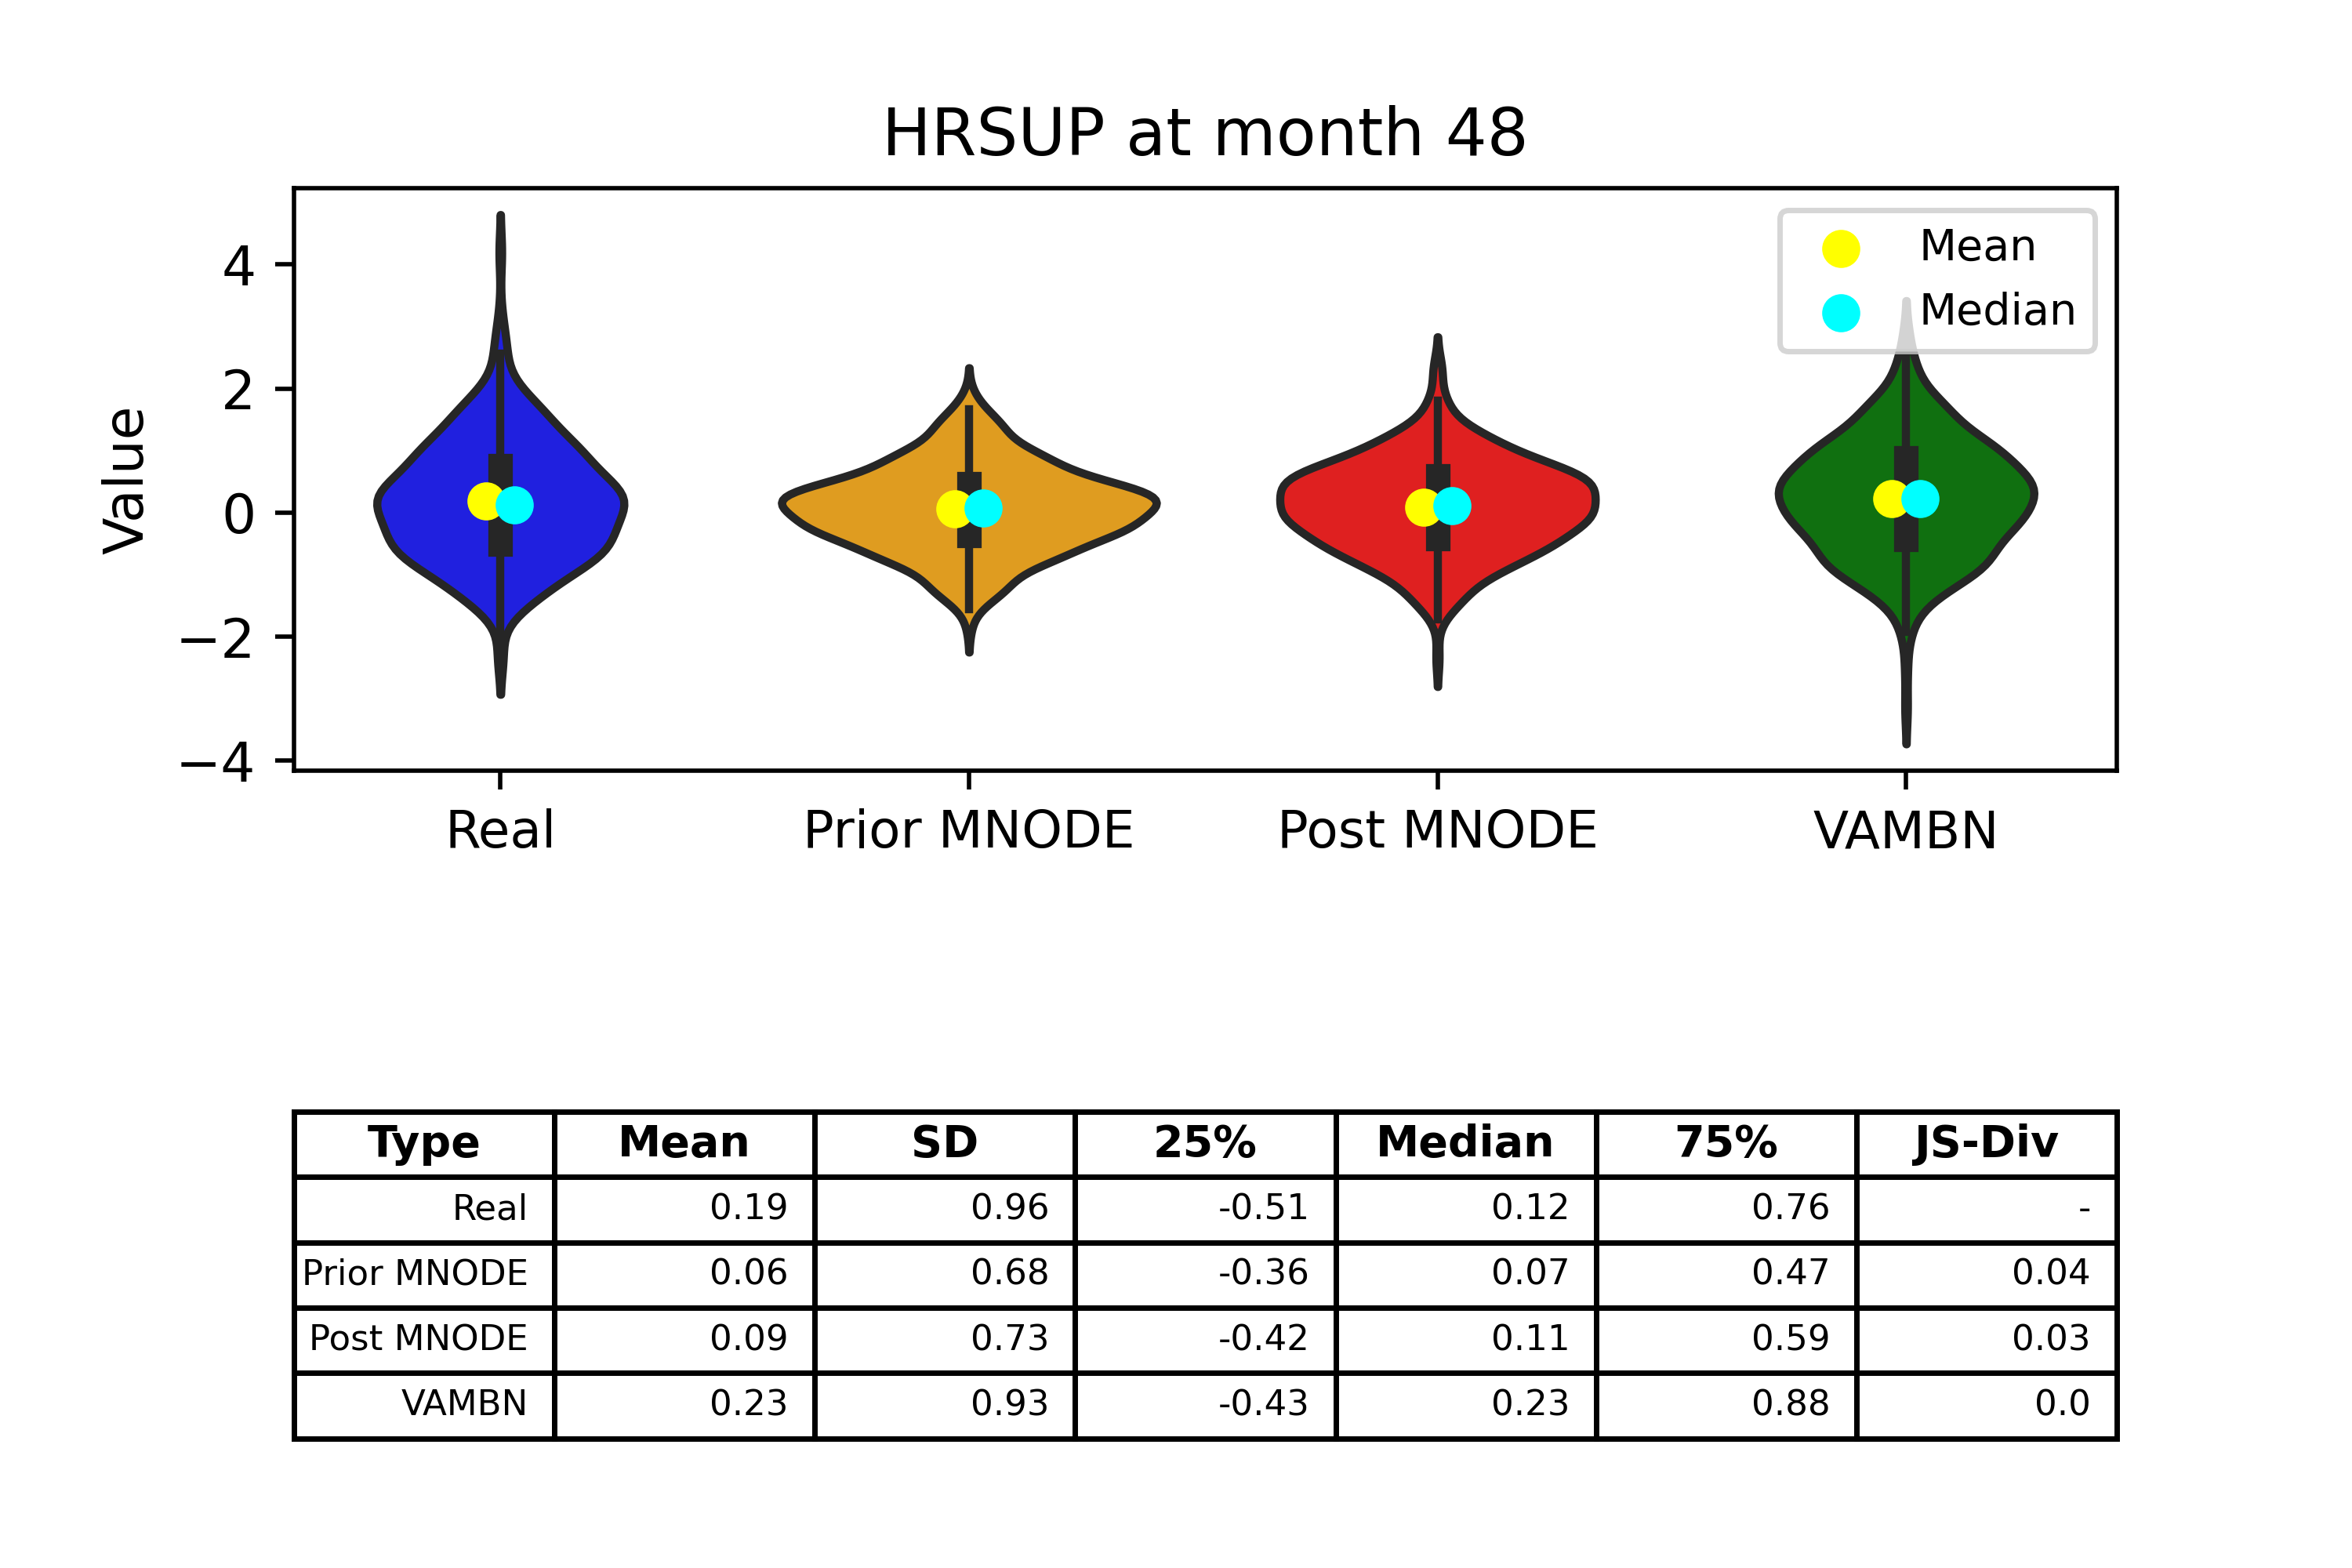 HRSUP at month 48
Mean
Median
Value
4
2
0
−2
−4
Real Prior MNODE Post MNODE VAMBN
Type Mean SD 25% Median 75% JS-Div
Real 0.19 0.96 -0.51 0.12 0.76 -
Prior MNODE 0.06 0.68 -0.36 0.07 0.47 0.04
Post MNODE 0.09 0.73 -0.42 0.11 0.59 0.03
VAMBN 0.23 0.93 -0.43 0.23 0.88 0.0